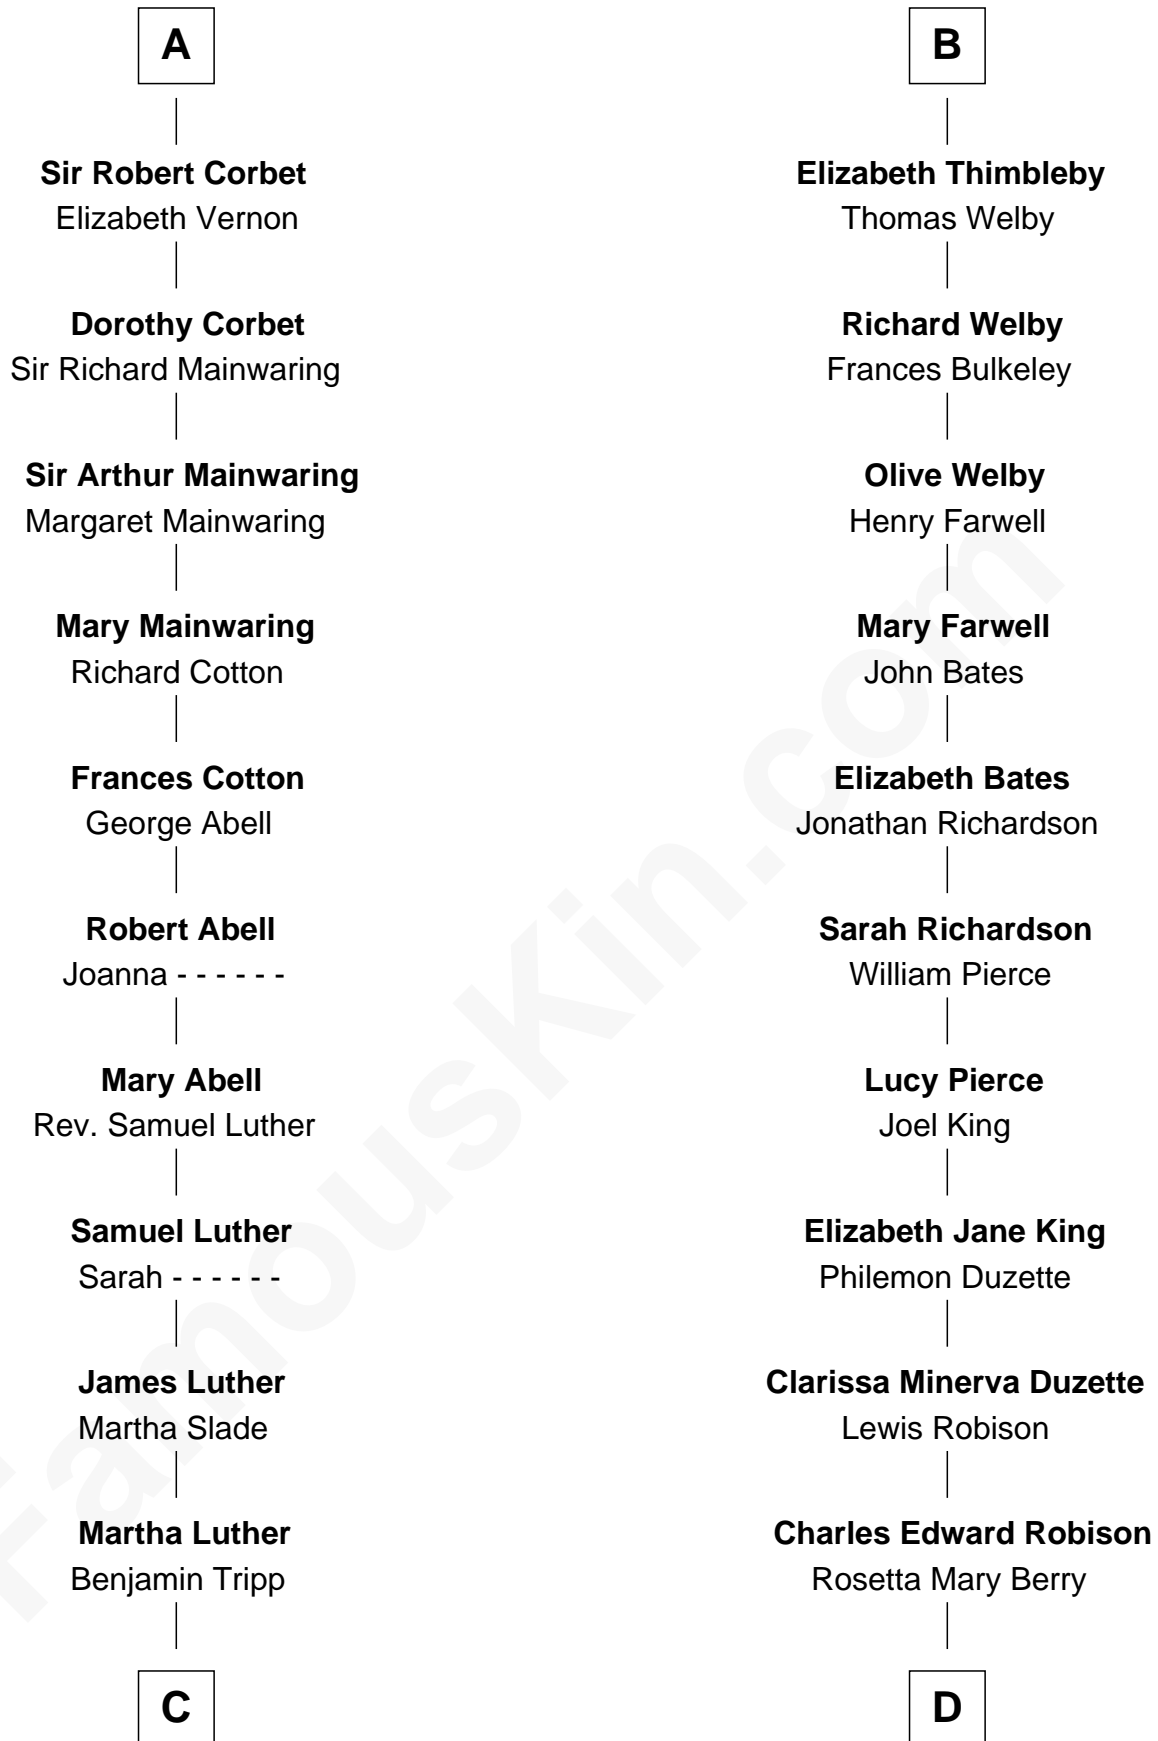 A
Sir Robert Corbet
Elizabeth Vernon
Dorothy Corbet
Sir Richard Mainwaring
Sir Arthur Mainwaring
Margaret Mainwaring
Mary Mainwaring
Richard Cotton
Frances Cotton
George Abell
Robert Abell
Joanna - - - - - -
Mary Abell
Rev. Samuel Luther
Samuel Luther
Sarah - - - - - -
James Luther
Martha Slade
Martha Luther
Benjamin Tripp
C
B
Elizabeth Thimbleby
Thomas Welby
Richard Welby
Frances Bulkeley
Olive Welby
Henry Farwell
Mary Farwell
John Bates
Elizabeth Bates
Jonathan Richardson
Sarah Richardson
William Pierce
Lucy Pierce
Joel King
Elizabeth Jane King
Philemon Duzette
Clarissa Minerva Duzette
Lewis Robison
Charles Edward Robison
Rosetta Mary Berry
D
FamousKin.com